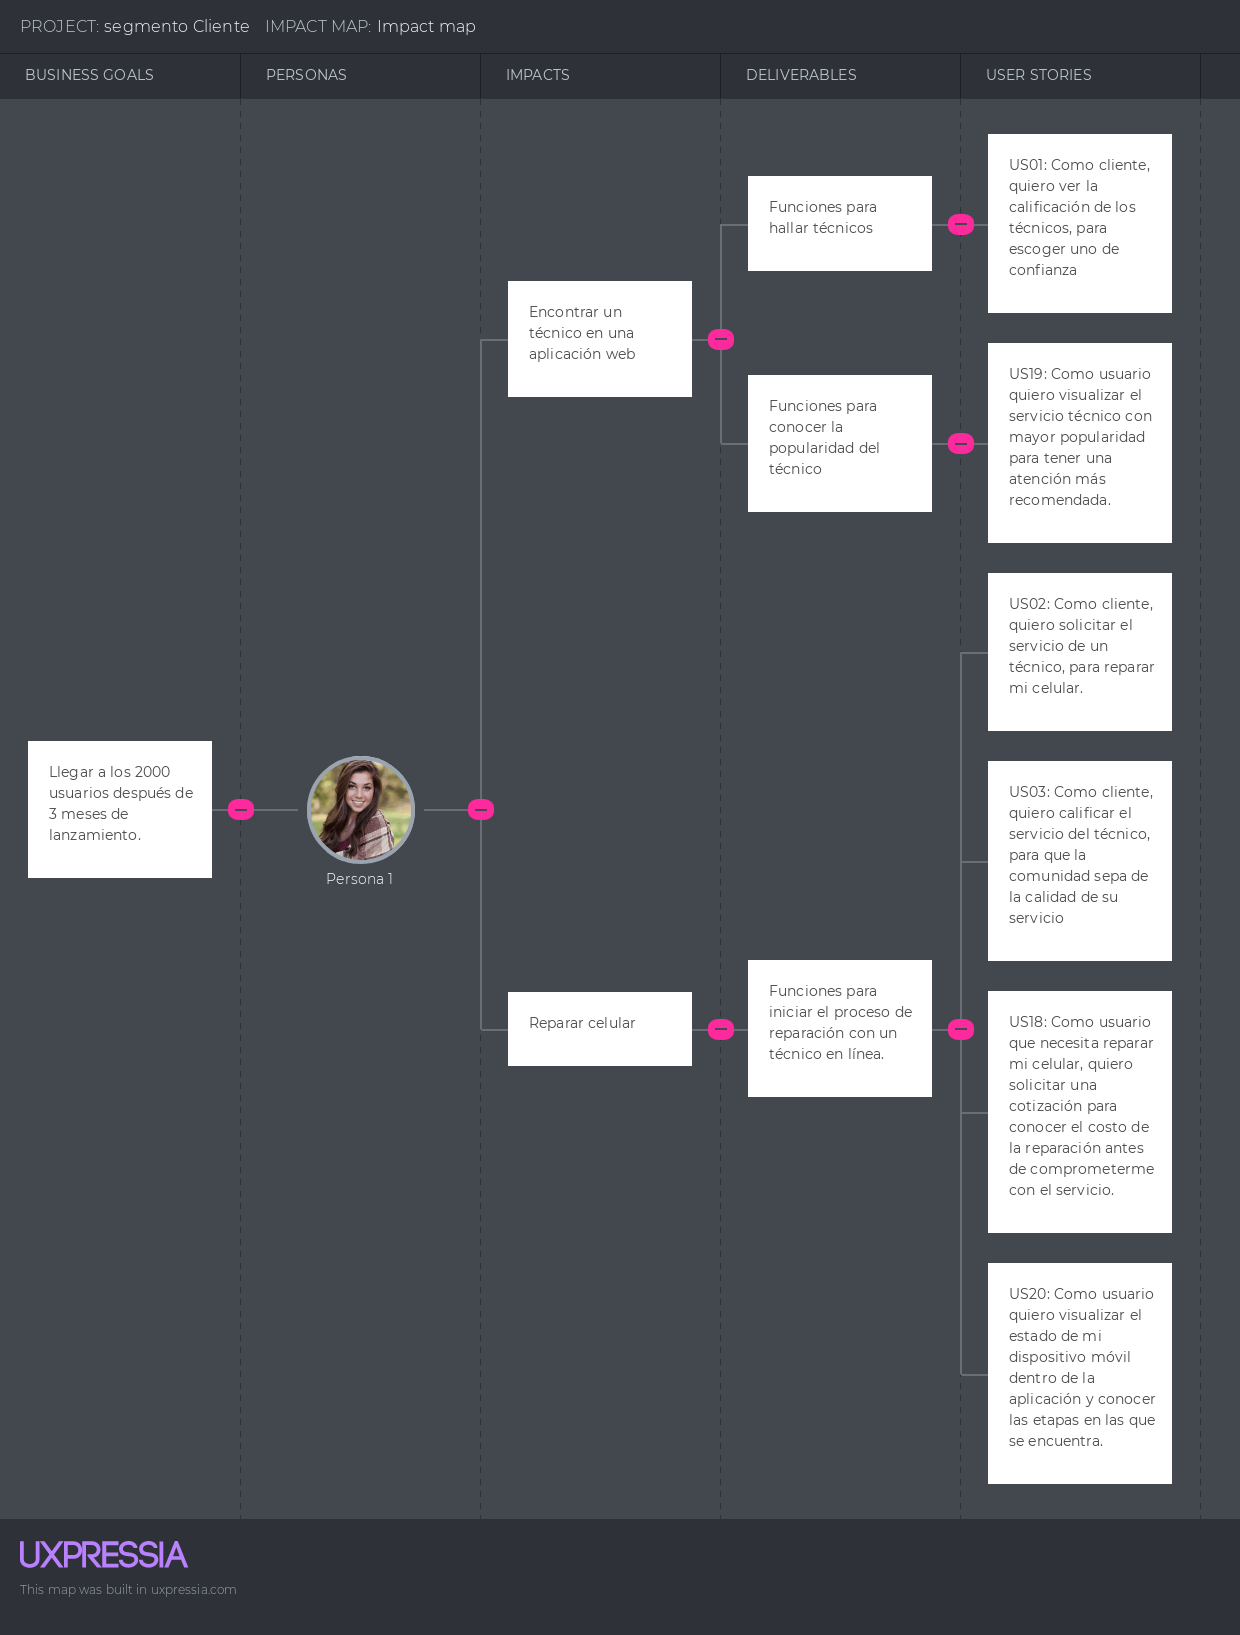 PROJECT: segmento Cliente IMPACT MAP: Impact map
BUSINESS GOALS
PERSONAS
IMPACTS
DELIVERABLES
USER STORIES
Llegar a los 2000
usuarios después de
3 meses de
lanzamiento.
Persona 1
Encontrar un
técnico en una
aplicación web
Reparar celular
Funciones para
hallar técnicos
Funciones para
conocer la
popularidad del
técnico
Funciones para
iniciar el proceso de
reparación con un
técnico en línea.
US01: Como cliente,
quiero ver la
calificación de los
técnicos, para
escoger uno de
confianza
US19: Como usuario
quiero visualizar el
servicio técnico con
mayor popularidad
para tener una
atención más
recomendada.
US02: Como cliente,
quiero solicitar el
servicio de un
técnico, para reparar
mi celular.
US03: Como cliente,
quiero calificar el
servicio del técnico,
para que la
comunidad sepa de
la calidad de su
servicio
US18: Como usuario
que necesita reparar
mi celular, quiero
solicitar una
cotización para
conocer el costo de
la reparación antes
de comprometerme
con el servicio.
US20: Como usuario
quiero visualizar el
estado de mi
dispositivo móvil
dentro de la
aplicación y conocer
las etapas en las que
se encuentra.
UXPRESSIA
This map was built in uxpressia.com